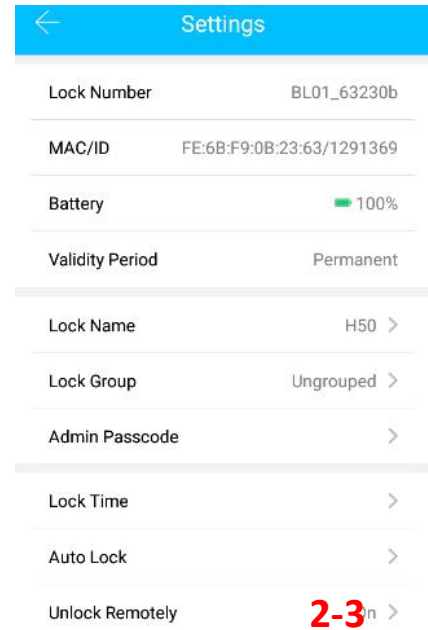 Settings
Lock Number BL01_63230b
MAC/ID FE:6B:F9:0B:23:63/1291369
Battery 100%
Validity Period Permanent
Lock Name H50
Lock Group Ungrouped
Admin Passcode
Lock Time
Auto Lock
Unlock Remotely 2-3